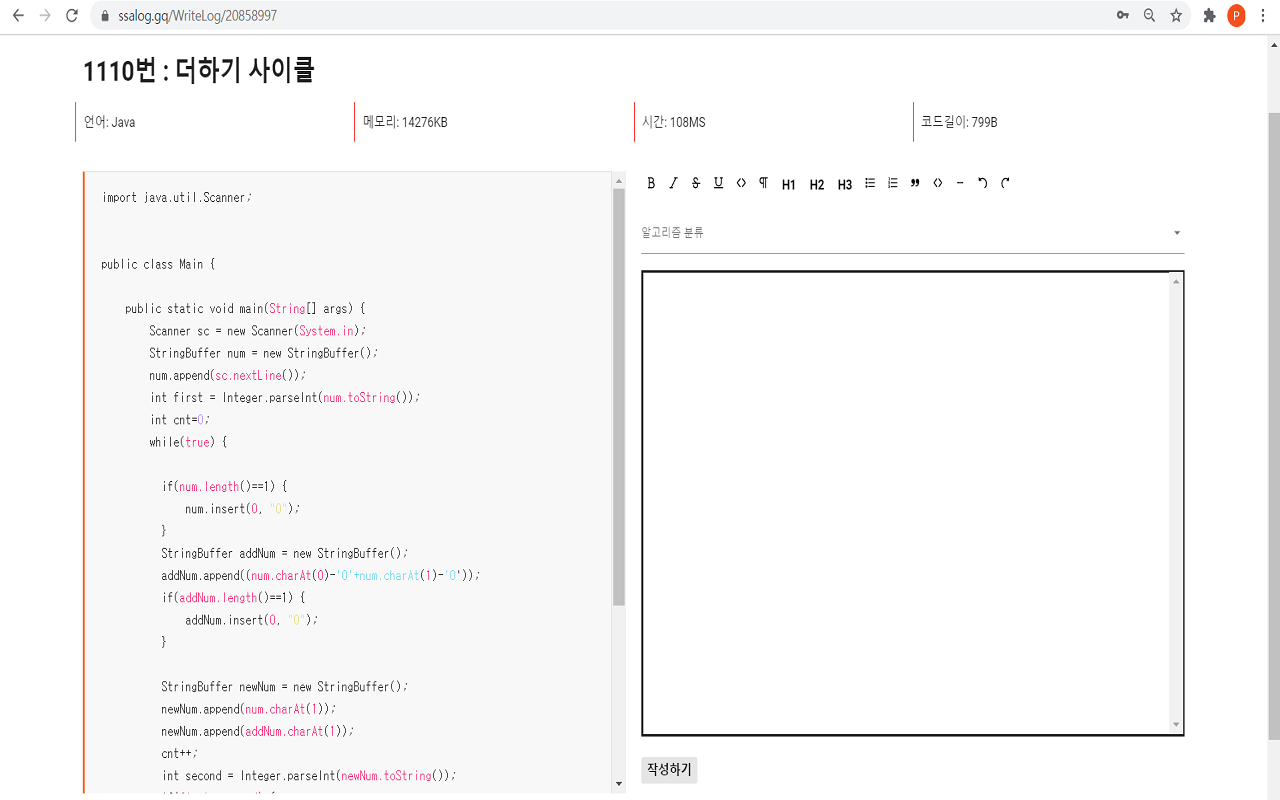 ssalog.gq/WriteLog/20858997
P
1110번 : 더하기 사이클
언어: Java
메모리: 14276KB
시간: 108MS
코드길이: 799B
import java.util.Scanner;
public class Main {
public static void main(String[] args) {
Scanner sc = new Scanner(System.in);
StringBuffer num = new StringBuffer();
num.append(sc.nextLine());
int first = Integer.parseInt(num.toString());
int cnt=0;
while(true) {
if(num.length()==1) {
num.insert(0, "0");
}
StringBuffer addNum = new StringBuffer();
addNum.append((num.charAt(0)-'0'+num.charAt(1)-'0'));
if(addNum.length()==1) {
addNum.insert(0, "0");
}
StringBuffer newNum = new StringBuffer();
newNum.append(num.charAt(1));
newNum.append(addNum.charAt(1));
cnt++;
int second = Integer.parseInt(newNum.toString());
B I S U <> ¶ H1 H2 H3
알고리즘 분류
작성하기